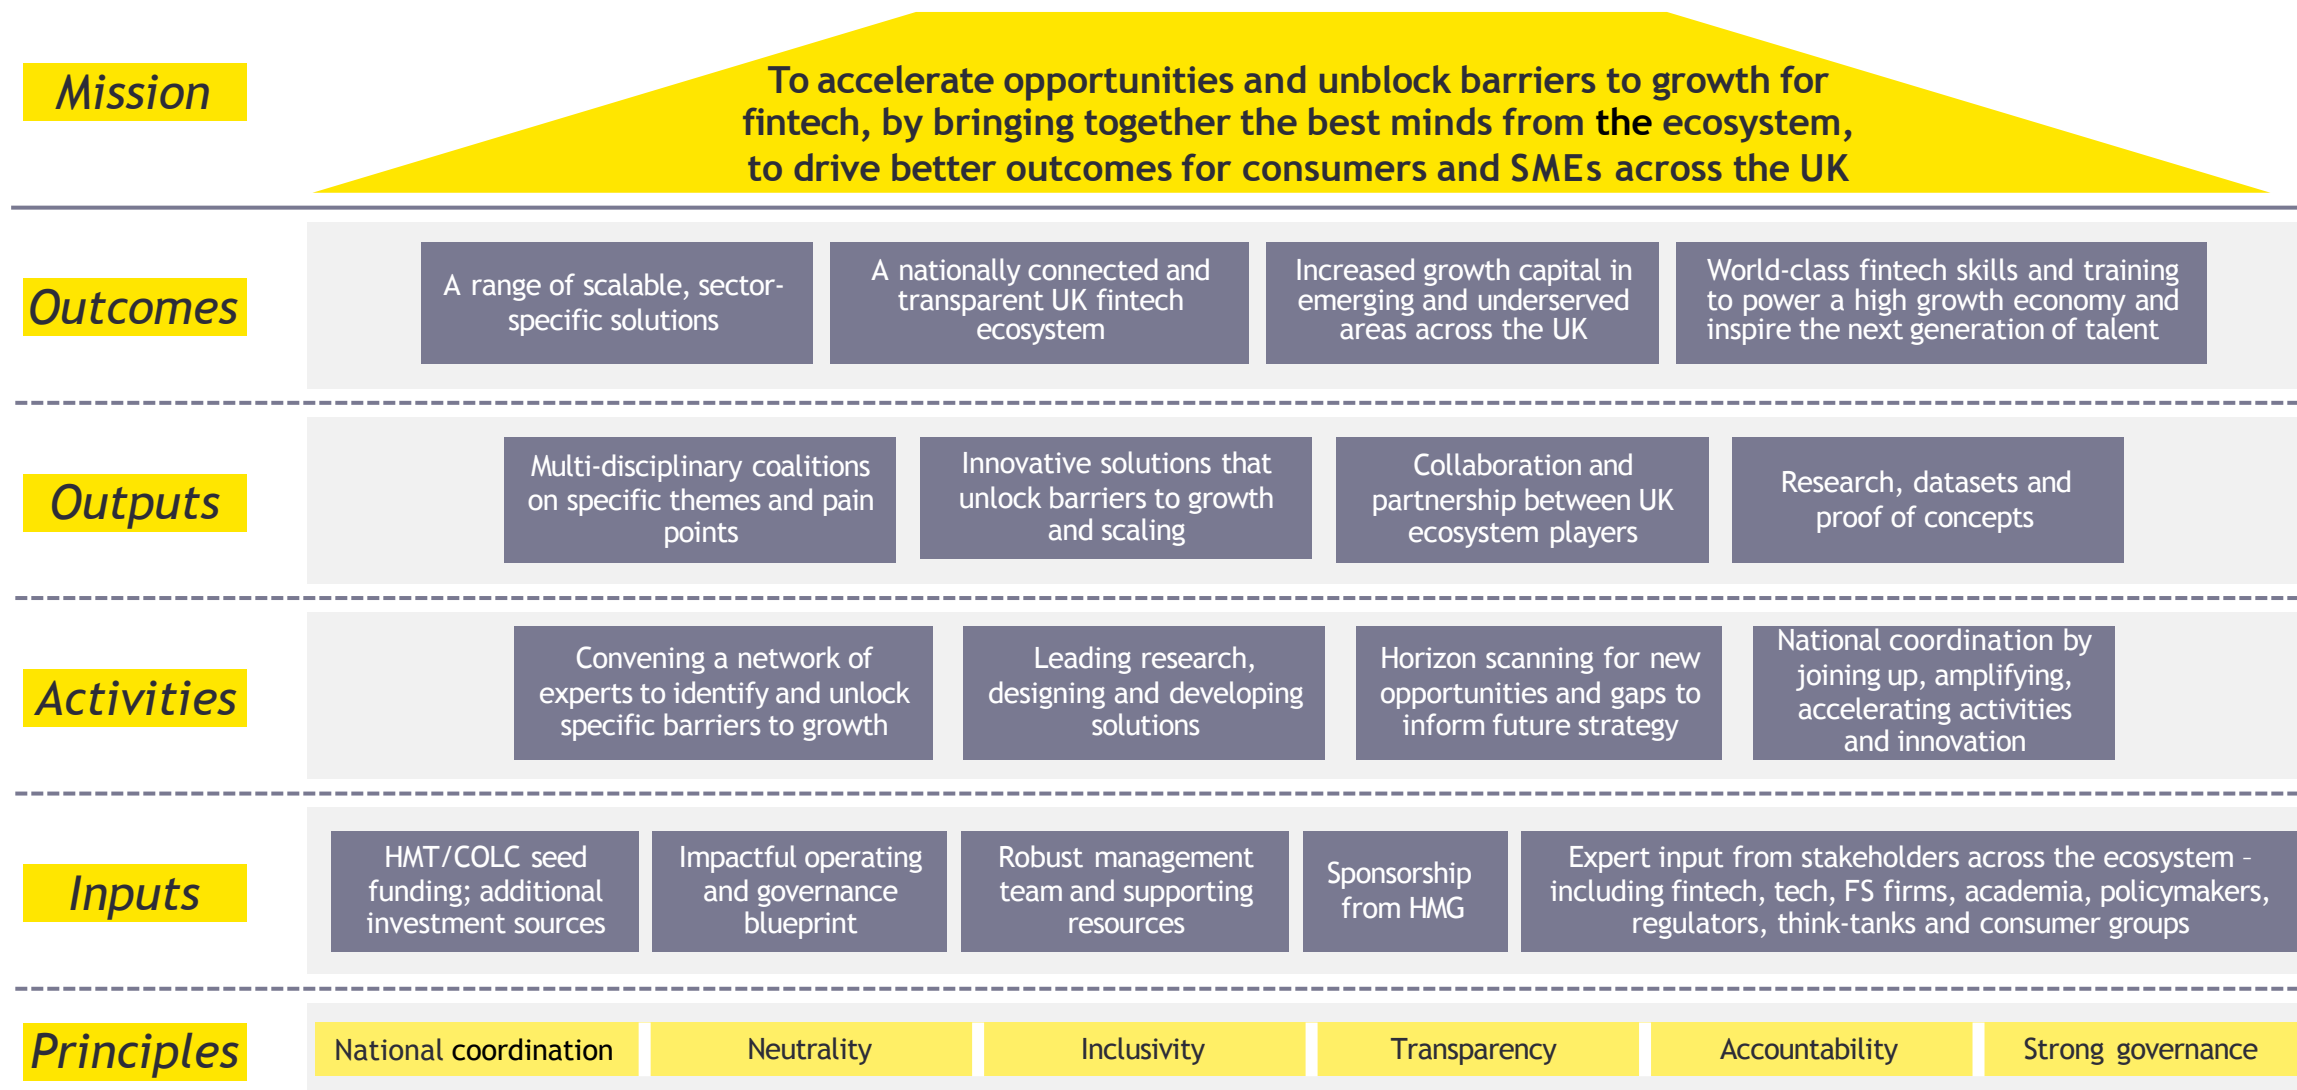 Mission
To accelerate opportunities and unblock barriers to growth for
fintech, by bringing together the best minds from the ecosystem,
to drive better outcomes for consumers and SMEs across the UK
Outcomes
A range of scalable, sector-
specific solutions
A nationally connected and
transparent UK fintech
ecosystem
Increased growth capital in
emerging and underserved
areas across the UK
World-class fintech skills and training
to power a high growth economy and
inspire the next generation of talent
Outputs
Multi-disciplinary coalitions
on specific themes and pain
points
Innovative solutions that
unlock barriers to growth
and scaling
Collaboration and
partnership between UK
ecosystem players
Research, datasets and
proof of concepts
Activities
Convening a network of
experts to identify and unlock
specific barriers to growth
Leading research,
designing and developing
solutions
Horizon scanning for new
opportunities and gaps to
inform future strategy
National coordination by
joining up, amplifying,
accelerating activities
and innovation
Inputs
HMT/COLC seed
funding; additional
investment sources
Impactful operating
and governance
blueprint
Robust management
team and supporting
resources
Sponsorship
from HMG
Expert input from stakeholders across the ecosystem –
including fintech, tech, FS firms, academia, policymakers,
regulators, think-tanks and consumer groups
Principles
National coordination
Neutrality
Inclusivity
Transparency
Accountability
Strong governance